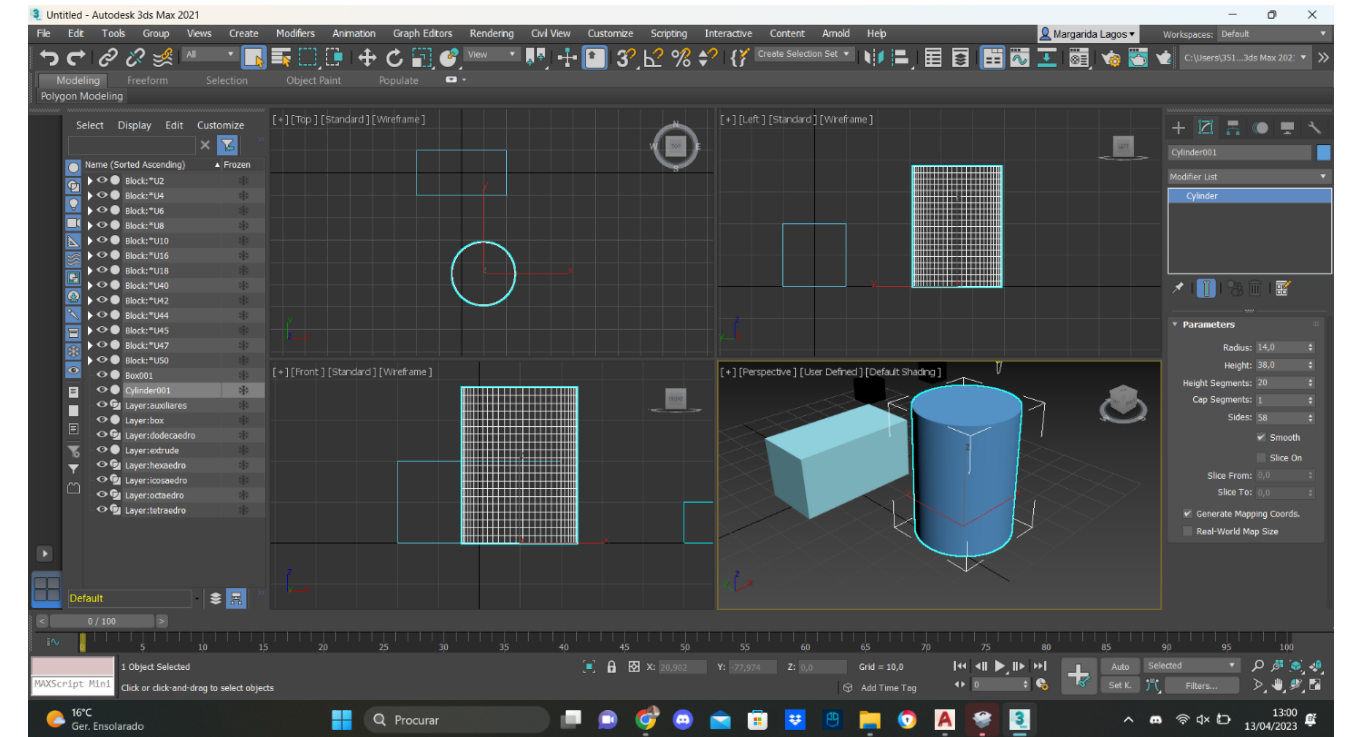 3 Untitled - Autodesk 3ds Max 2021
File Edit Tools Group Views Create Modifiers Animation Graph Editors Rendering Civil View Customize Scripting Interactive Content Arnold Help Margarida Lagos Workspaces: Default
All View Create Selection Set C:\Users\351...3ds Max 202:
Modeling Freeform Selection Object Paint Populate
Polygon Modeling
Select Display Edit Customize
Name (Sorted Ascending) Frozen
Block:*U2
Block:*U4
Block:*U6
Block:*U8
Block:*U10
Block:*U16
Block:*U18
Block:*U40
Block:*U42
Block:*U44
Block:*U45
Block:*U47
Block:*U50
Box001
Cylinder001
Layer:auxiliares
Layer:box
Layer:dodecaedro
Layer:extrude
Layer:hexaedro
Layer:icosaedro
Layer:octaedro
Layer:tetraedro
Default
[+] [Top ] [Standard ] [Wireframe ]
[+] [Left ] [Standard ] [Wireframe ]
[+] [Front ] [Standard ] [Wireframe ]
[+] [Perspective ] [User Defined ] [Default Shading ]
Cylinder001
Modifier List
Cylinder
Parameters
Radius: 14,0
Height: 38,0
Height Segments: 20
Cap Segments: 1
Sides: 58
Smooth
Slice On
Slice From: 0,0
Slice To: 0,0
Generate Mapping Coords.
Real-World Map Size
< 0 / 100 >
0 5 10 15 20 25 30 35 40 45 50 55 60 65 70 75 80 85 90 95 100
1 Object Selected X: 20,902 Y: -77,974 Z: 0,0 Grid = 10,0 Auto Selected
MAXScript Mini Click or click-and-drag to select objects Add Time Tag 0 Set K. Filters...
16°C
Ger. Ensolarado
Procurar
13:00
13/04/2023